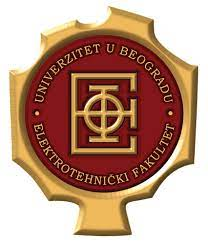 UNIVERZITET U BEOGRADU
ELEKTROTEHNIČKI FAKULTET